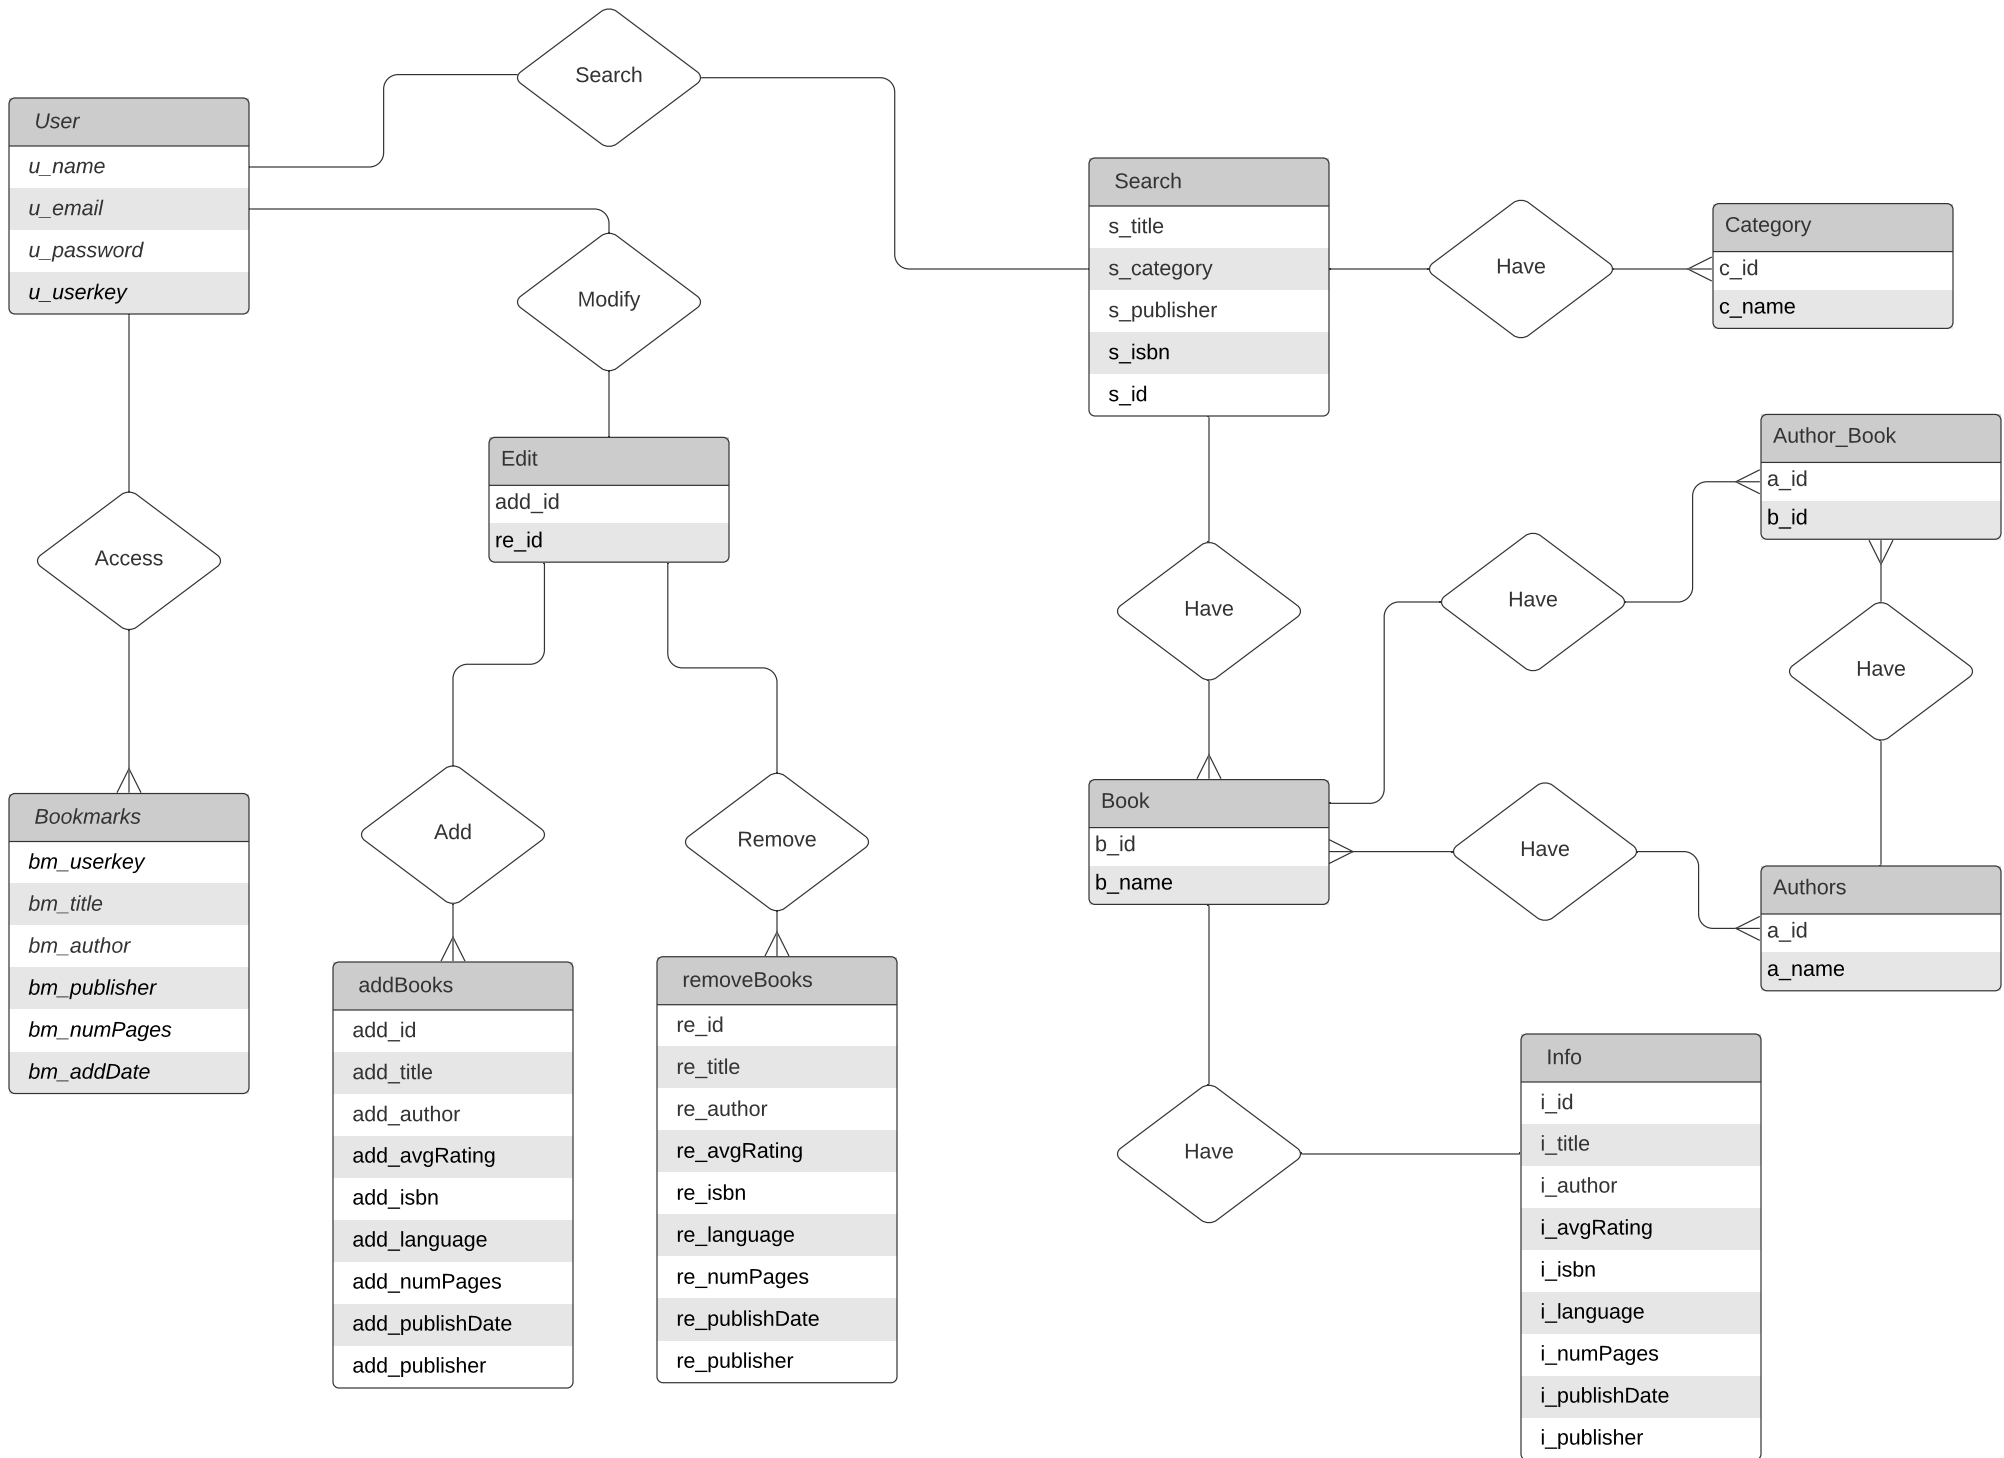 Search
User
u_name
u_email
u_password
u_userkey
Modify
Search
s_title
s_category
s_publisher
s_isbn
s_id
Have
Category
c_id
c_name
Edit
add_id
re_id
Access
Have
Have
Author_Book
a_id
b_id
Have
Bookmarks
bm_userkey
bm_title
bm_author
bm_publisher
bm_numPages
bm_addDate
Add
Remove
Book
b_id
b_name
Have
Authors
a_id
a_name
addBooks
add_id
add_title
add_author
add_avgRating
add_isbn
add_language
add_numPages
add_publishDate
add_publisher
removeBooks
re_id
re_title
re_author
re_avgRating
re_isbn
re_language
re_numPages
re_publishDate
re_publisher
Have
Info
i_id
i_title
i_author
i_avgRating
i_isbn
i_language
i_numPages
i_publishDate
i_publisher